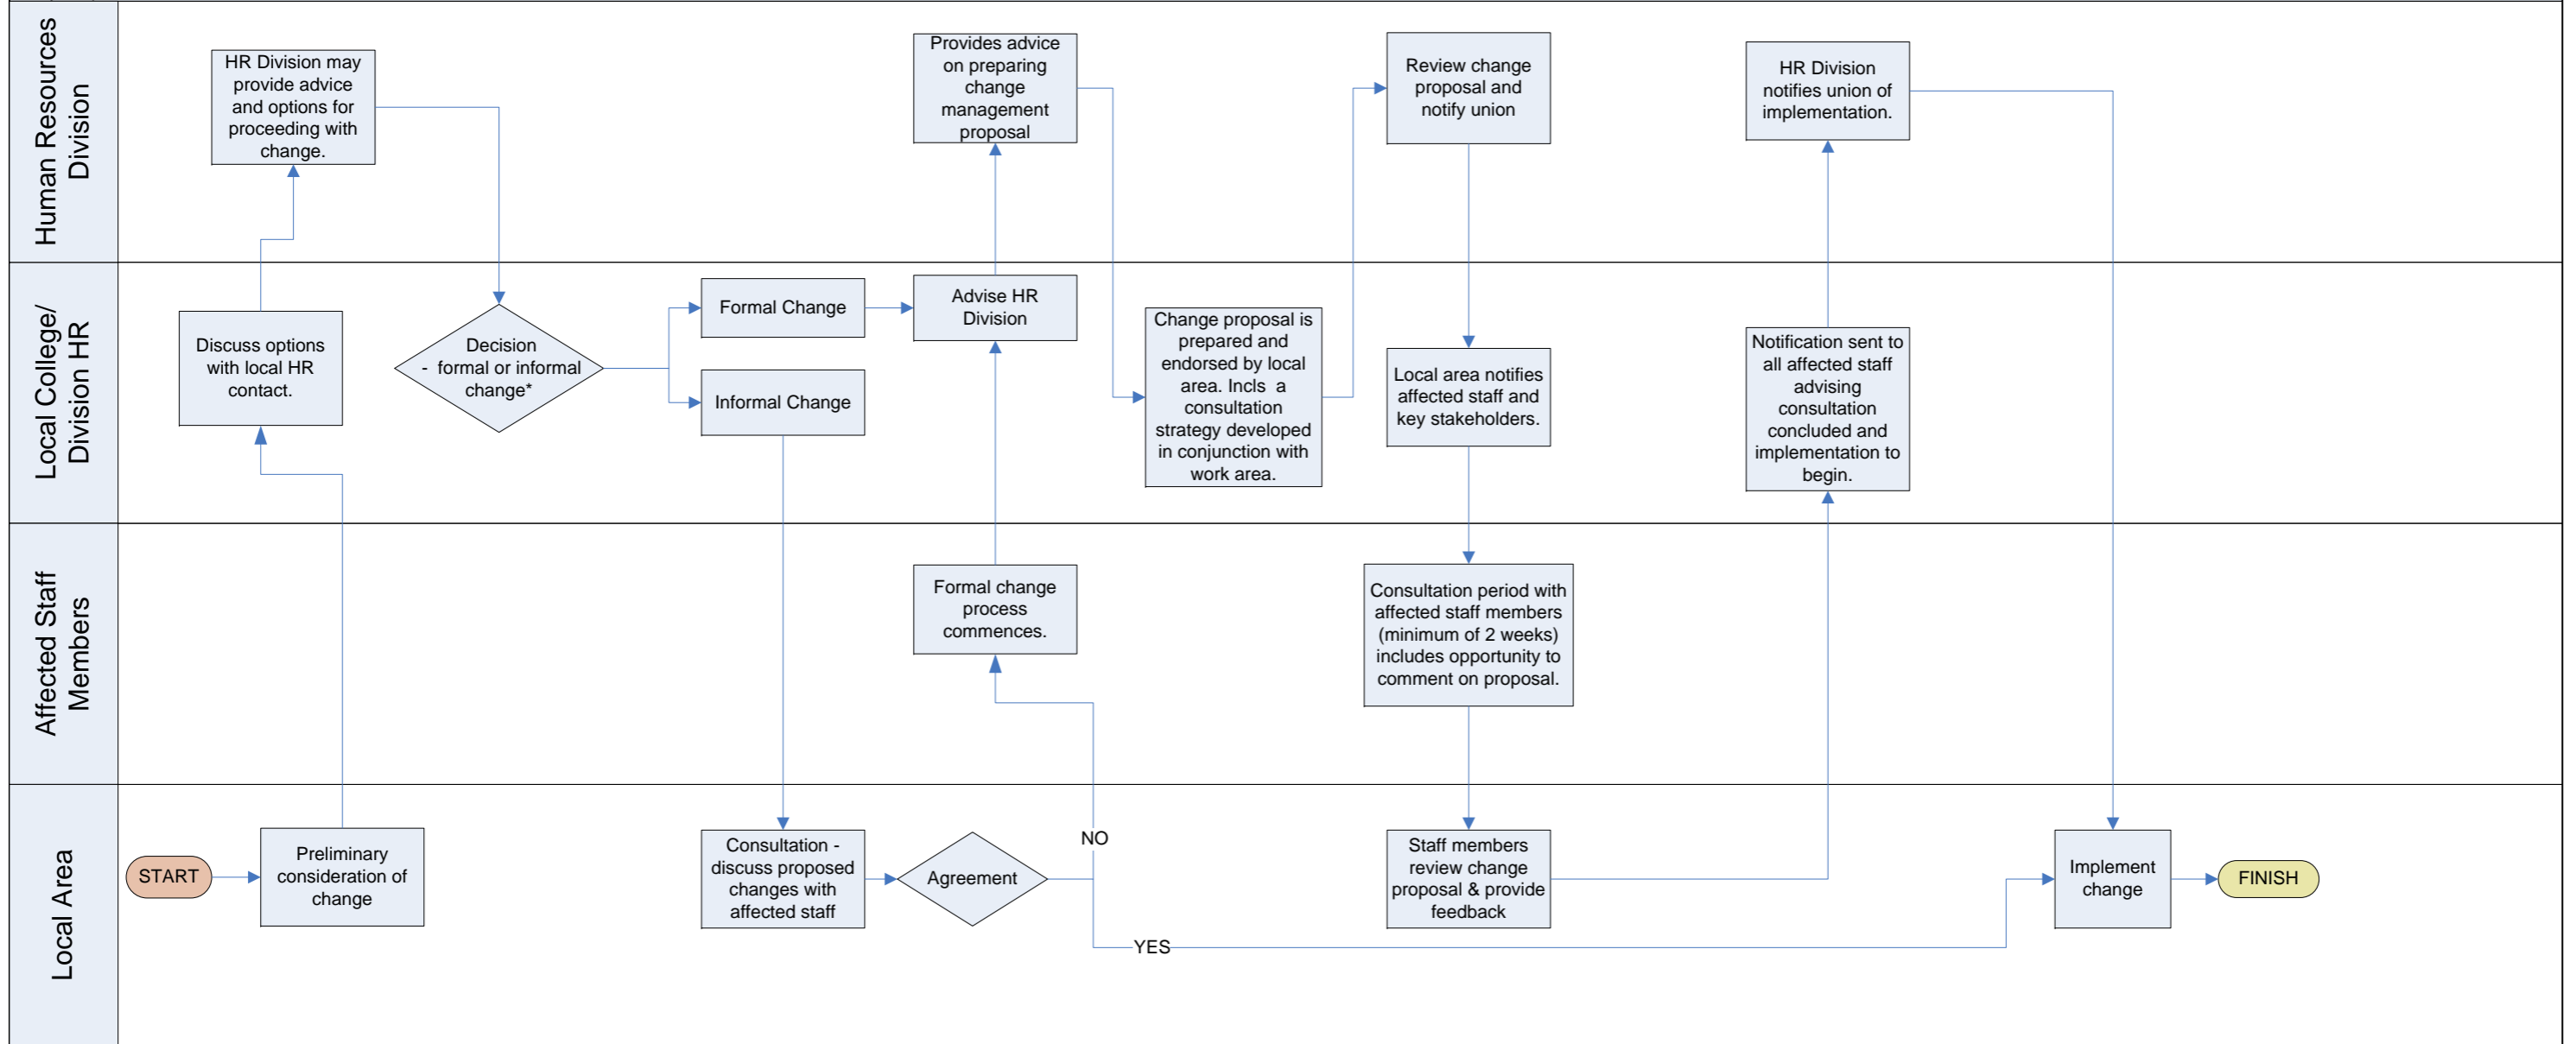 Human Resources
Division
HR Division may
provide advice
and options for
proceeding with
change.
Provides advice
on preparing
change
management
proposal
Review change
proposal and
notify union
HR Division
notifies union of
implementation.
Local College/
Division HR
Discuss options
with local HR
contact.
Decision
- formal or informal
change*
Formal Change
Informal Change
Advise HR
Division
Change proposal is
prepared and
endorsed by local
area. Incls a
consultation
strategy developed
in conjunction with
work area.
Local area notifies
affected staff and
key stakeholders.
Notification sent to
all affected staff
advising
consultation
concluded and
implementation to
begin.
Affected Staff
Members
Formal change
process
commences.
Consultation period with
affected staff members
(minimum of 2 weeks)
includes opportunity to
comment on proposal.
Local Area
START
Preliminary
consideration of
change
Consultation -
discuss proposed
changes with
affected staff
Agreement
NO
YES
Staff members
review change
proposal & provide
feedback
Implement
change
FINISH